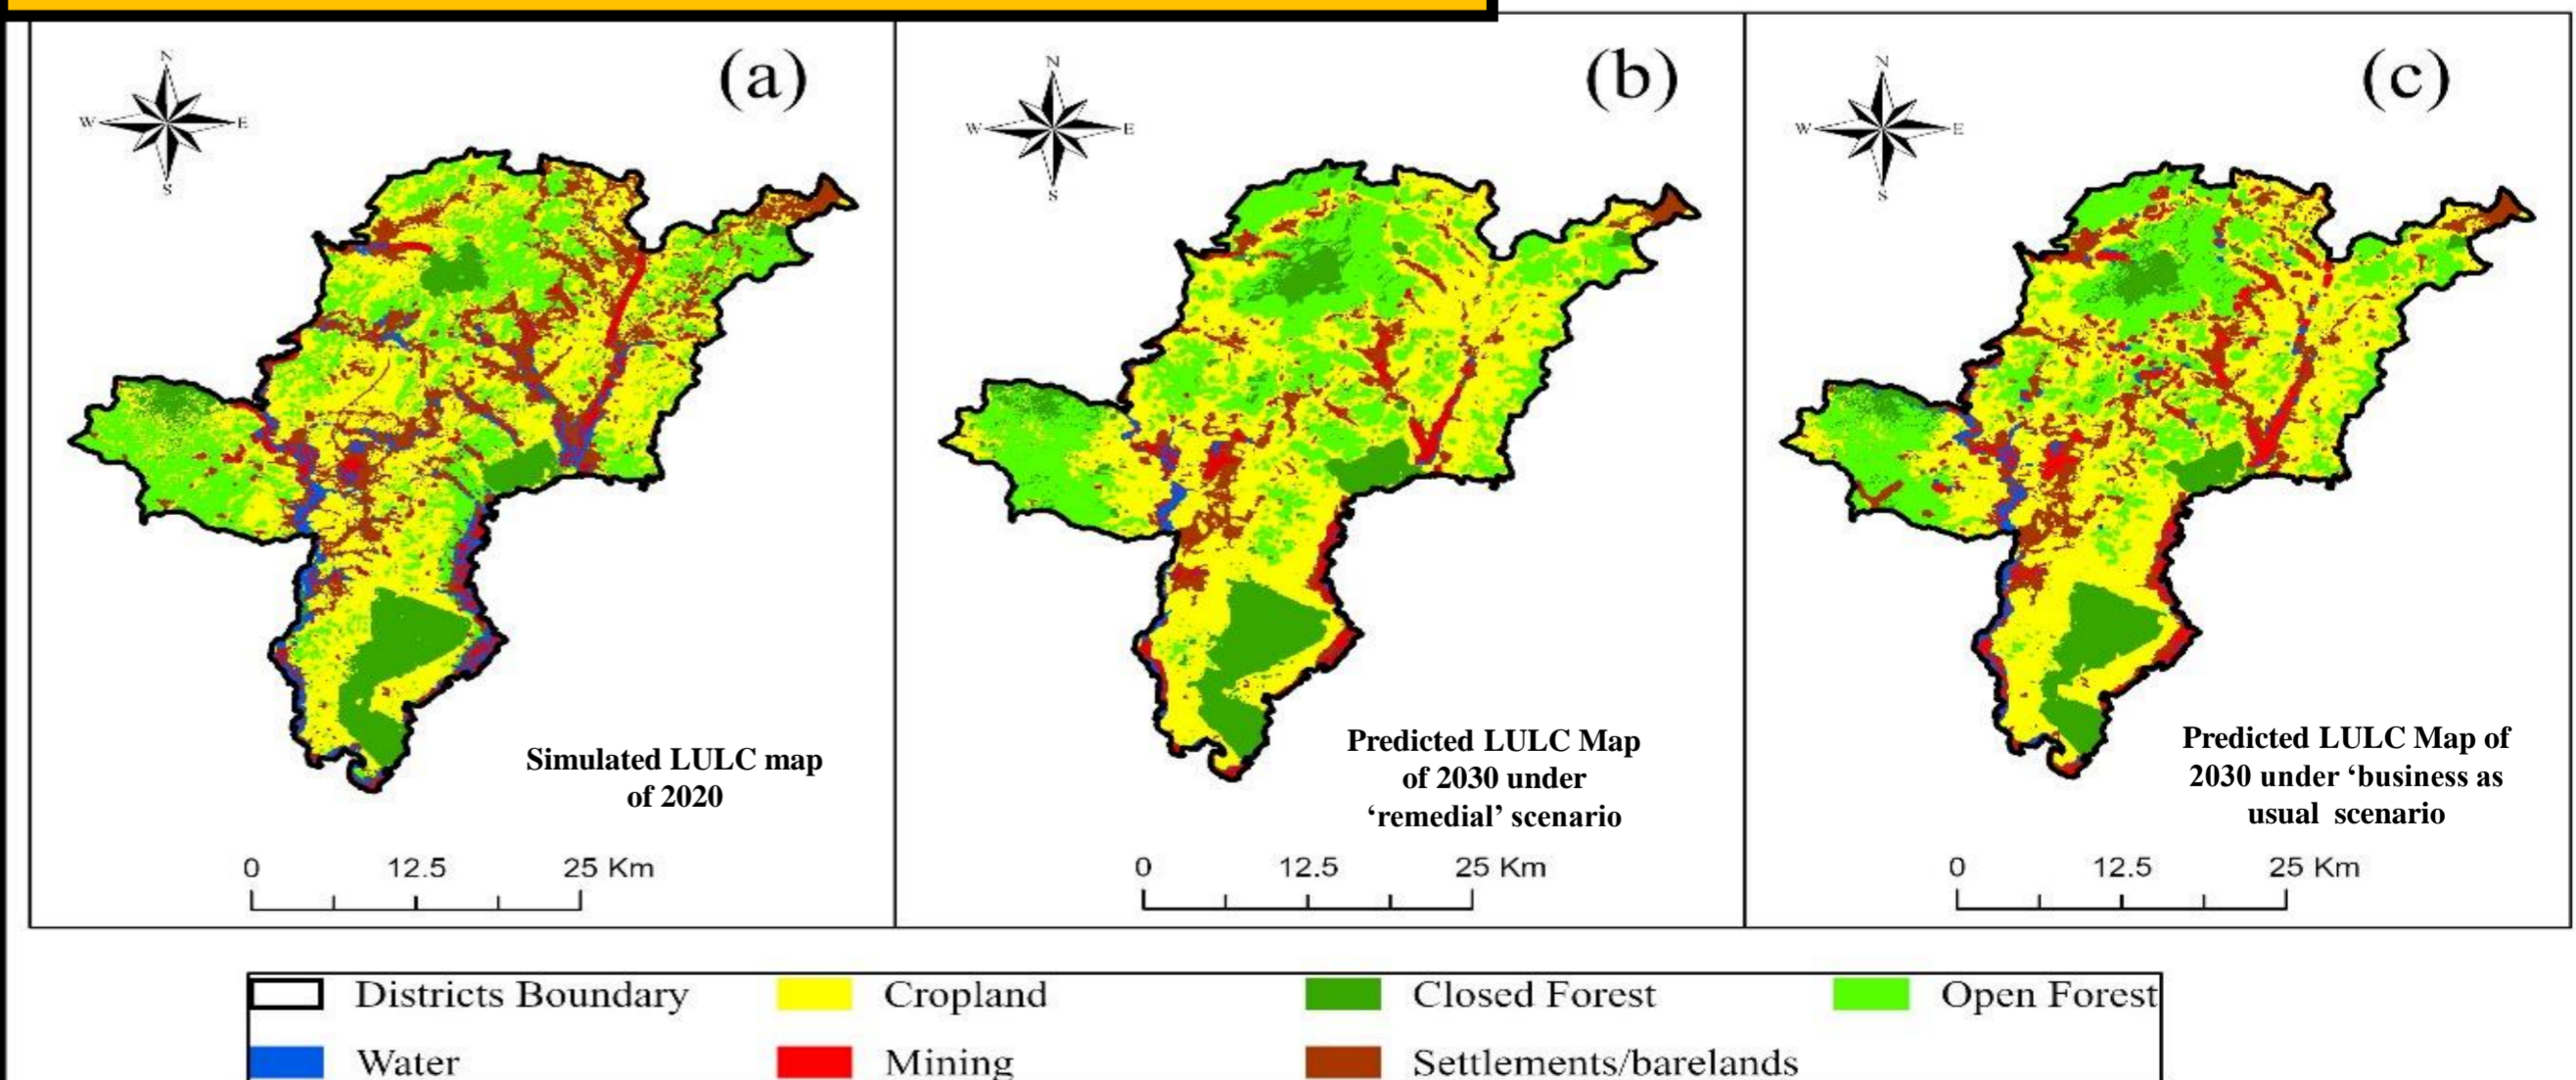 (a)
N
W E
S
Simulated LULC map
of 2020
0 12.5 25 Km
(b)
N
W E
S
Predicted LULC Map
of 2030 under
‘remedial’ scenario
0 12.5 25 Km
(c)
N
W E
S
Predicted LULC Map of
2030 under ‘business as
usual scenario
0 12.5 25 Km
Districts Boundary Cropland Closed Forest Open Forest
Water Mining Settlements/barelands